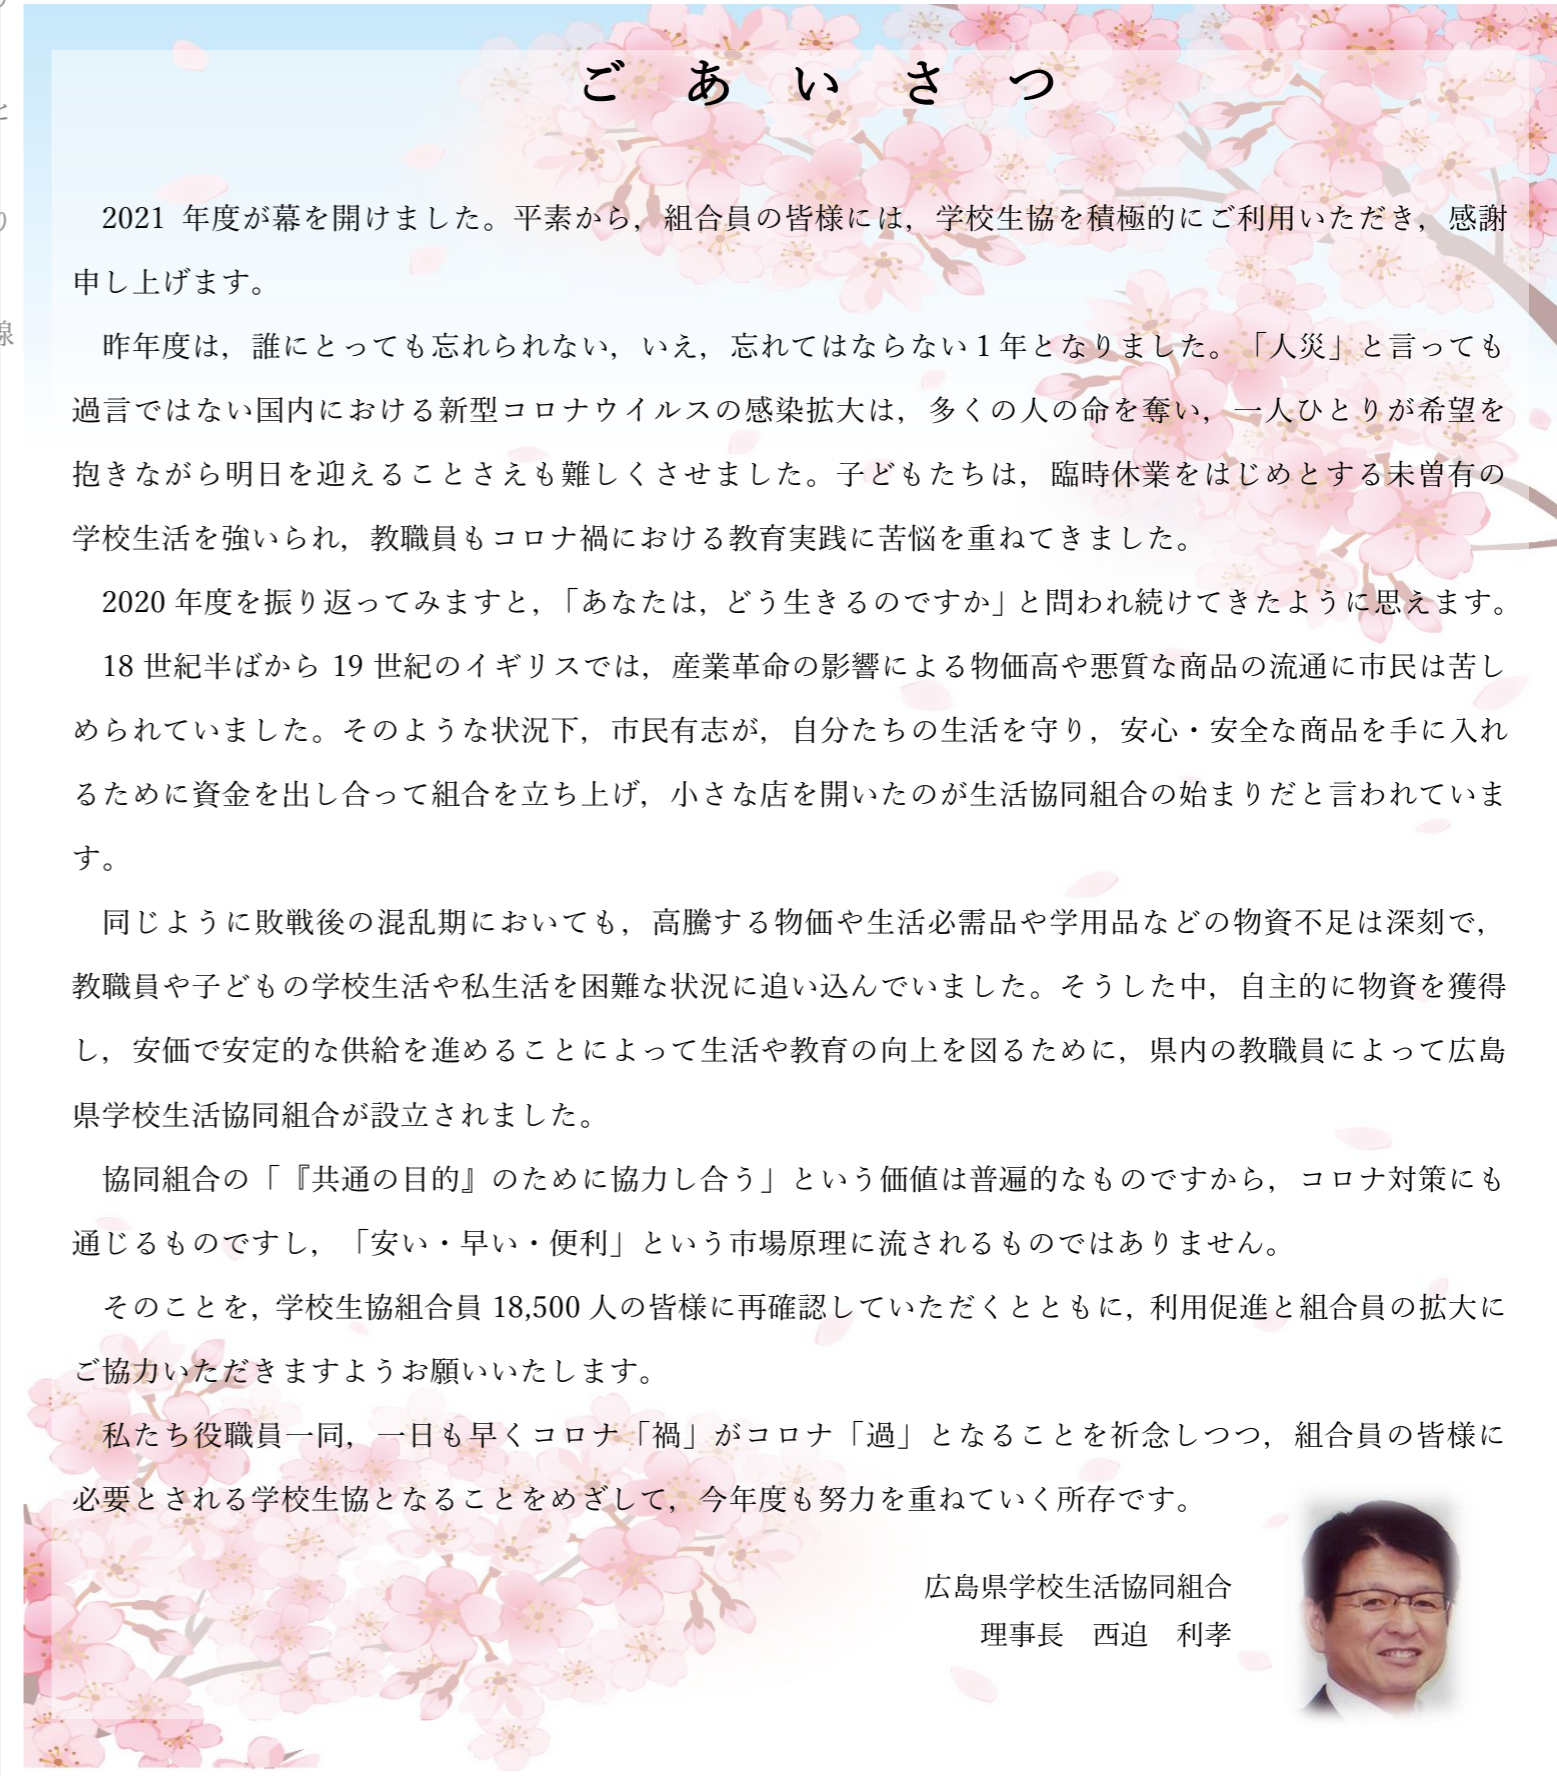 ごあいさつ
2021 年度が幕を開けました。平素から，組合員の皆様には，学校生協を積極的にご利用いただき，感謝
申し上げます。
昨年度は，誰にとっても忘れられない，いえ，忘れてはならない１年となりました。「人災」と言っても
過言ではない国内における新型コロナウイルスの感染拡大は，多くの人の命を奪い，一人ひとりが希望を
抱きながら明日を迎えることさえも難しくさせました。子どもたちは，臨時休業をはじめとする未曽有の
学校生活を強いられ，教職員もコロナ禍における教育実践に苦悩を重ねてきました。
2020 年度を振り返ってみますと，「あなたは，どう生きるのですか」と問われ続けてきたように思えます。
18 世紀半ばから 19 世紀のイギリスでは，産業革命の影響による物価高や悪質な商品の流通に市民は苦し
められていました。そのような状況下，市民有志が，自分たちの生活を守り，安心・安全な商品を手に入れ
るために資金を出し合って組合を立ち上げ，小さな店を開いたのが生活協同組合の始まりだと言われていま
す。
同じように敗戦後の混乱期においても，高騰する物価や生活必需品や学用品などの物資不足は深刻で，
教職員や子どもの学校生活や私生活を困難な状況に追い込んでいました。そうした中，自主的に物資を獲得
し，安価で安定的な供給を進めることによって生活や教育の向上を図るために，県内の教職員によって広島
県学校生活協同組合が設立されました。
協同組合の「『共通の目的』のために協力し合う」という価値は普遍的なものですから，コロナ対策にも
通じるものですし，「安い・早い・便利」という市場原理に流されるものではありません。
そのことを，学校生協組合員 18,500 人の皆様に再確認していただくとともに，利用促進と組合員の拡大に
ご協力いただきますようお願いいたします。
私たち役職員一同，一日も早くコロナ「禍」がコロナ「過」となることを祈念しつつ，組合員の皆様に
必要とされる学校生協となることをめざして，今年度も努力を重ねていく所存です。
広島県学校生活協同組合
理事長　西迫　利孝
と
り
線